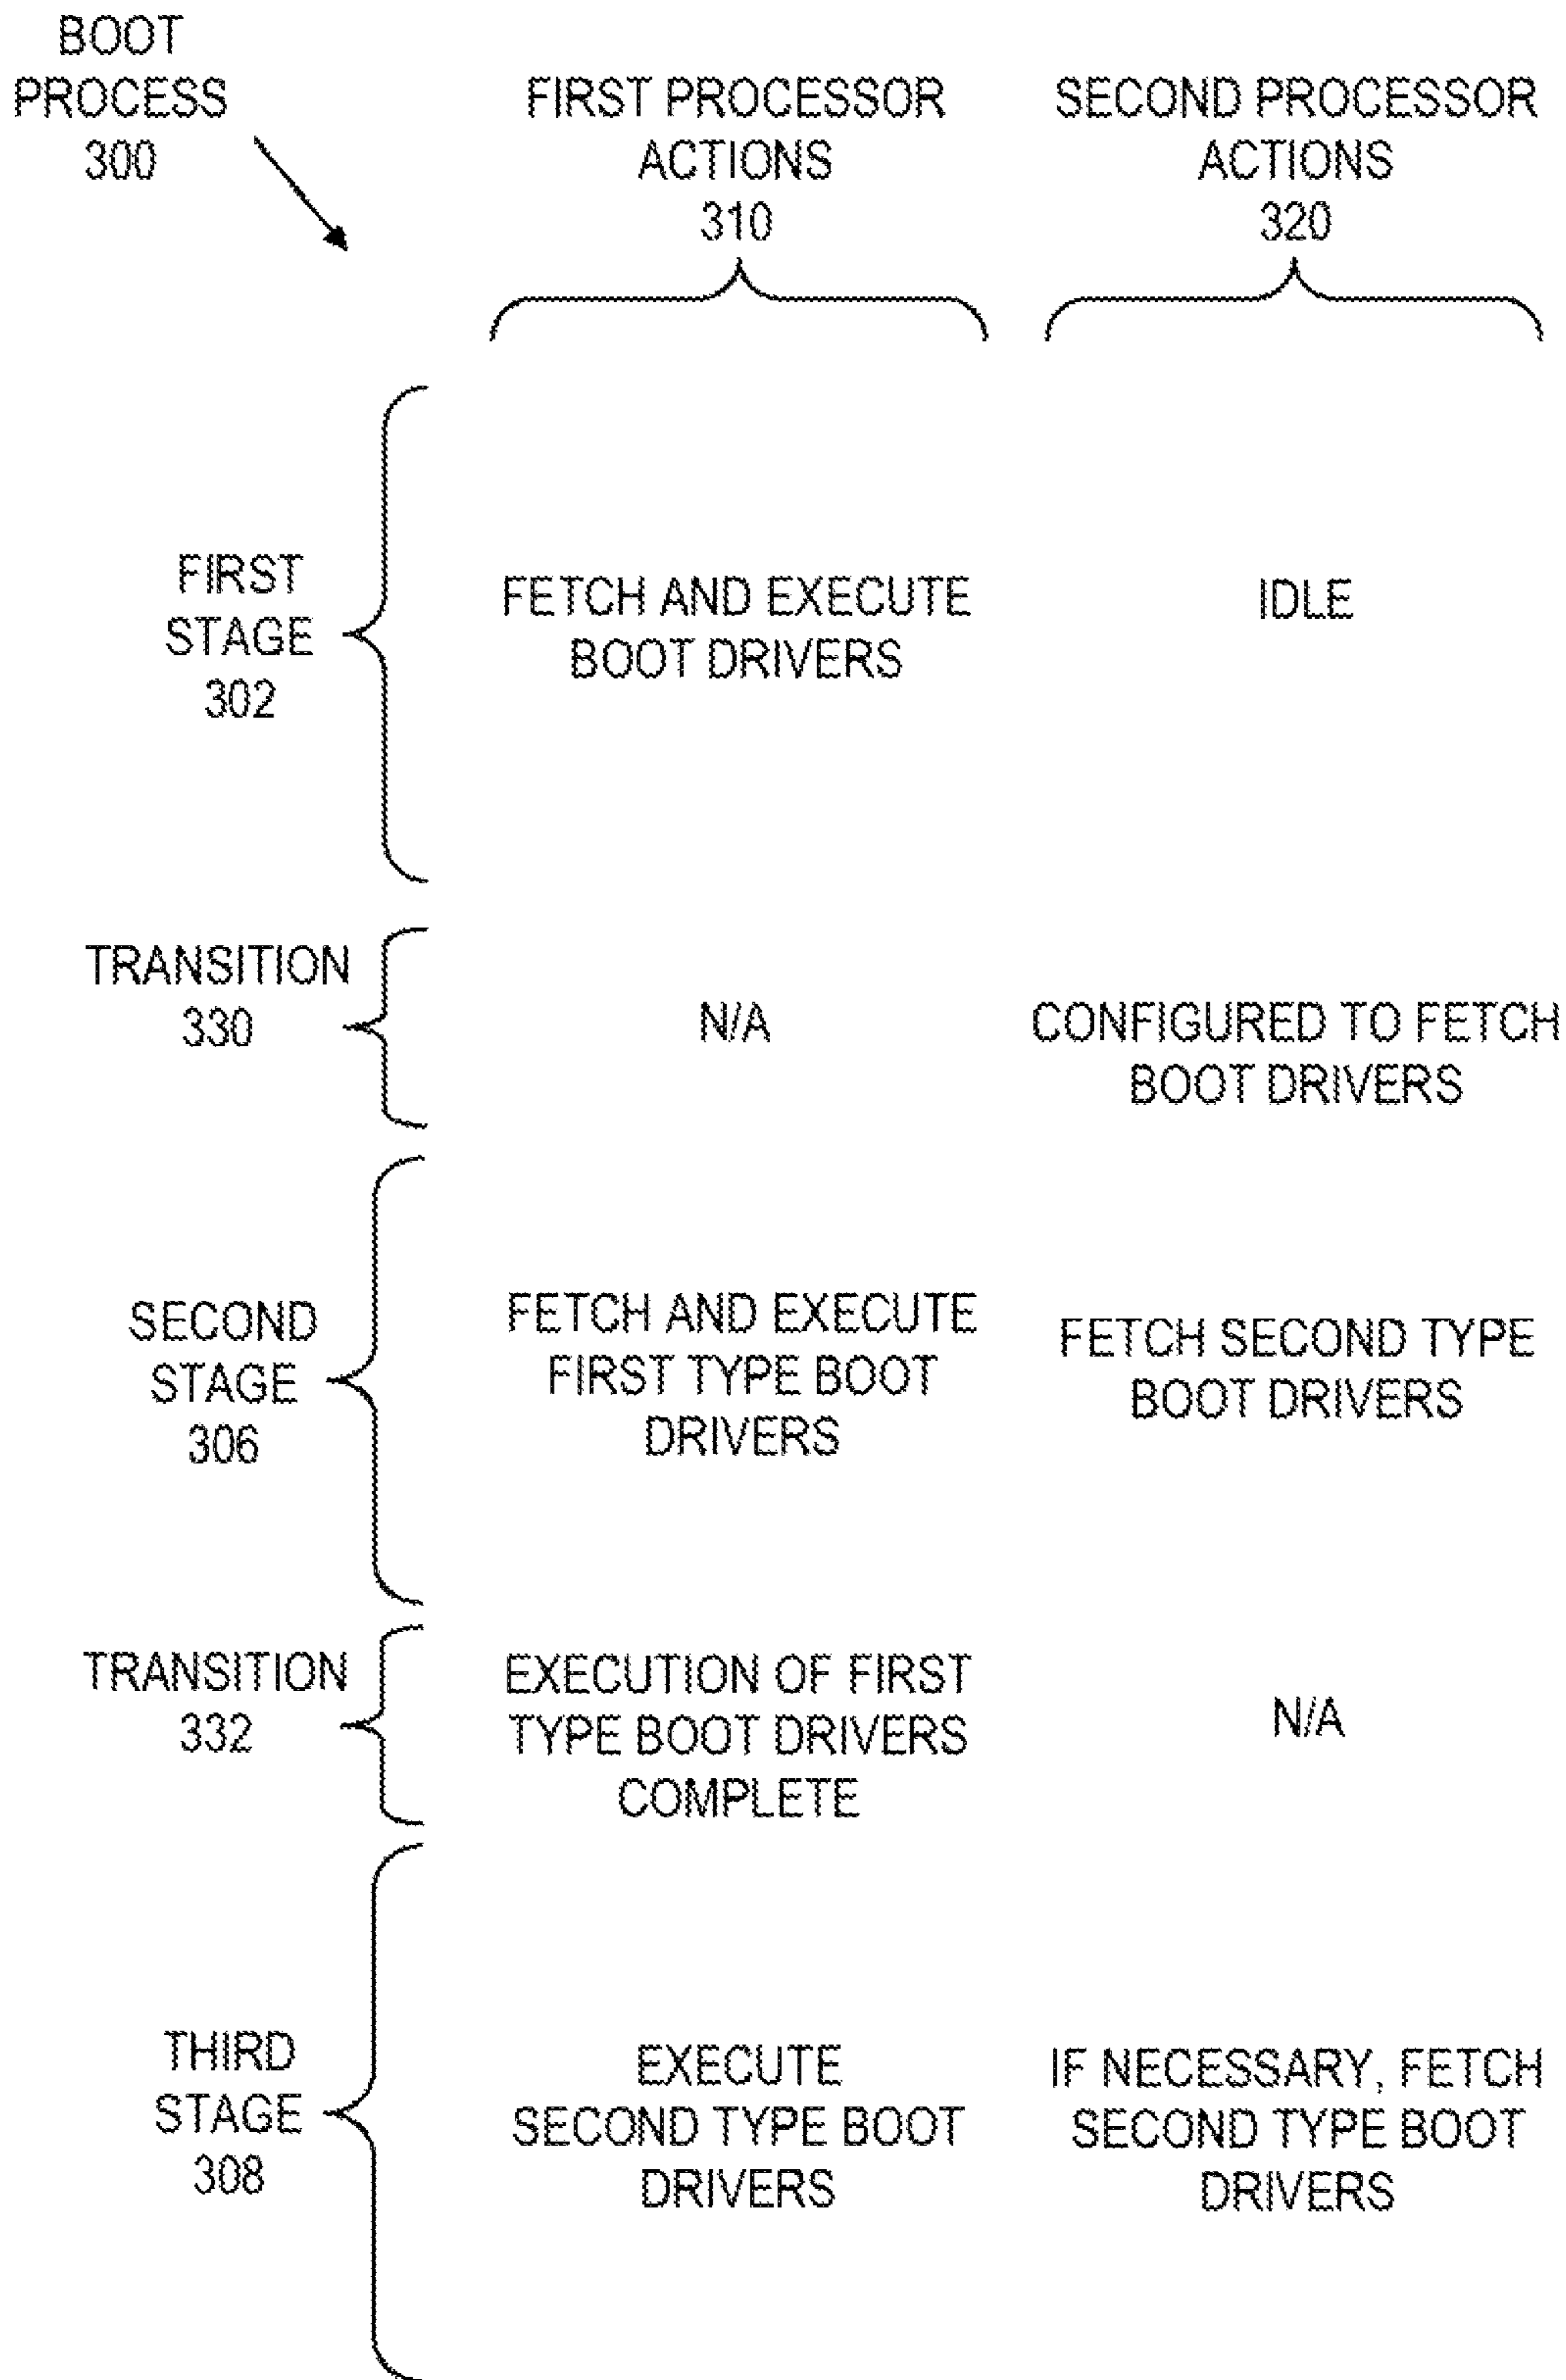 BOOT
PROCESS
300
FIRST PROCESSOR
ACTIONS
310
SECOND PROCESSOR
ACTIONS
320
FIRST
STAGE
302
FETCH AND EXECUTE
BOOT DRIVERS
IDLE
TRANSITION
330
N/A
CONFIGURED TO FETCH
BOOT DRIVERS
SECOND
STAGE
306
FETCH AND EXECUTE
FIRST TYPE BOOT
DRIVERS
FETCH SECOND TYPE
BOOT DRIVERS
TRANSITION
332
EXECUTION OF FIRST
TYPE BOOT DRIVERS
COMPLETE
N/A
THIRD
STAGE
308
EXECUTE
SECOND TYPE BOOT
DRIVERS
IF NECESSARY, FETCH
SECOND TYPE BOOT
DRIVERS